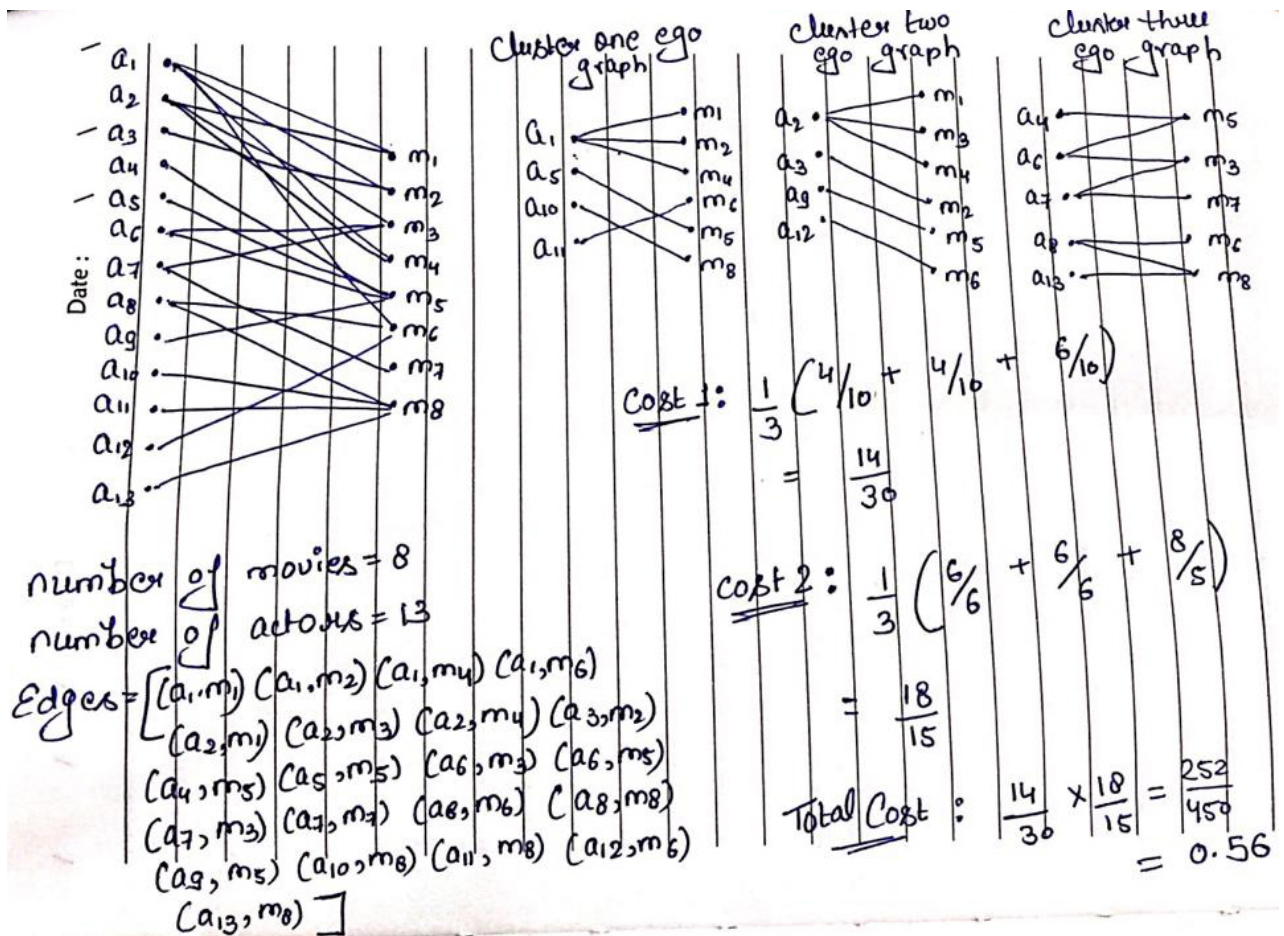 Date :
a1
a2
a3
a4
a5
a6
a7
a8
a9
a10
a11
a12
a13
m1
m2
m3
m4
m5
m6
m7
m8
cluster one ego
graph
a1
a5
a10
a11
m1
m2
m4
m6
m5
m8
cluster two
ego graph
a2
a3
a9
a12
m1
m3
m4
m2
m5
m6
cluster three
ego graph
a4
a6
a7
a8
a13
m5
m3
m7
m6
m8
number of movies = 8
number of actors = 13
Edges = [(a1,m1) (a1,m2) (a1,m4) (a1,m6)
(a2,m1) (a2,m3) (a2,m4) (a3,m2)
(a4,m5) (a5,m5) (a6,m3) (a6,m5)
(a7,m3) (a7,m7) (a8,m6) (a8,m8)
(a9,m5) (a10,m8) (a11,m8) (a12,m6)
(a13,m8)]
Cost 1: 1/3 (4/10 + 4/10 + 6/10)
= 14/30
cost 2: 1/3 (6/6 + 6/6 + 8/5)
= 18/15
Total Cost : 14/30 × 18/15 = 252/450
= 0.56